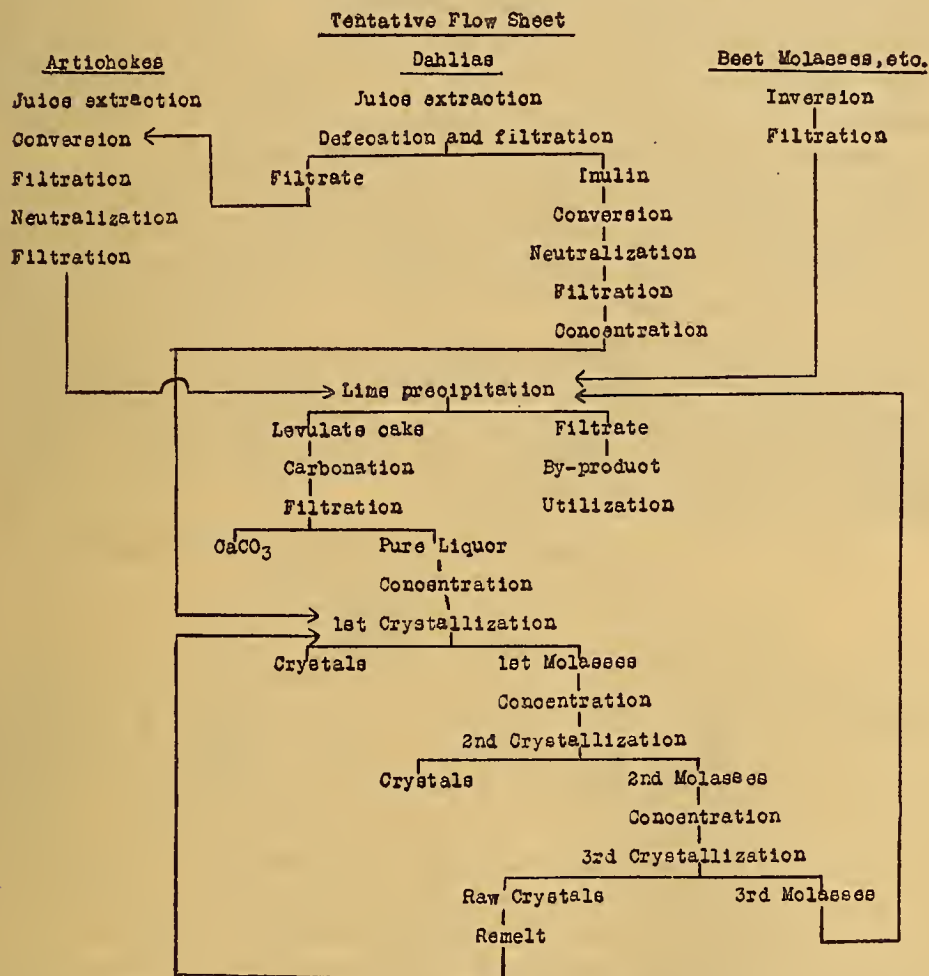 Tentative Flow Sheet
Artichokes
Dahlias
Beet Molasses, etc.
Juice extraction
Juice extraction
Inversion
Conversion
Defecation and filtration
Filtration
Filtration
Filtrate
Inulin
Neutralization
Conversion
Filtration
Neutralization
Filtration
Concentration
Lime precipitation
Levulate cake
Filtrate
Carbonation
By-product
Filtration
Utilization
CaCO3
Pure Liquor
Concentration
1st Crystallization
Crystals
1st Molasses
Concentration
2nd Crystallization
Crystals
2nd Molasses
Concentration
3rd Crystallization
Raw Crystals
3rd Molasses
Remelt